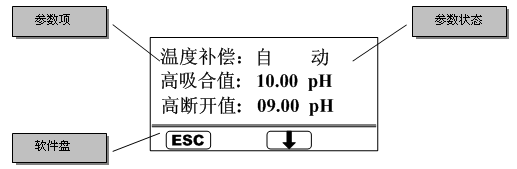 参数项
参数状态
温度补偿：自 动
高吸合值：10.00 pH
高断开值：09.00 pH
软件盘
ESC